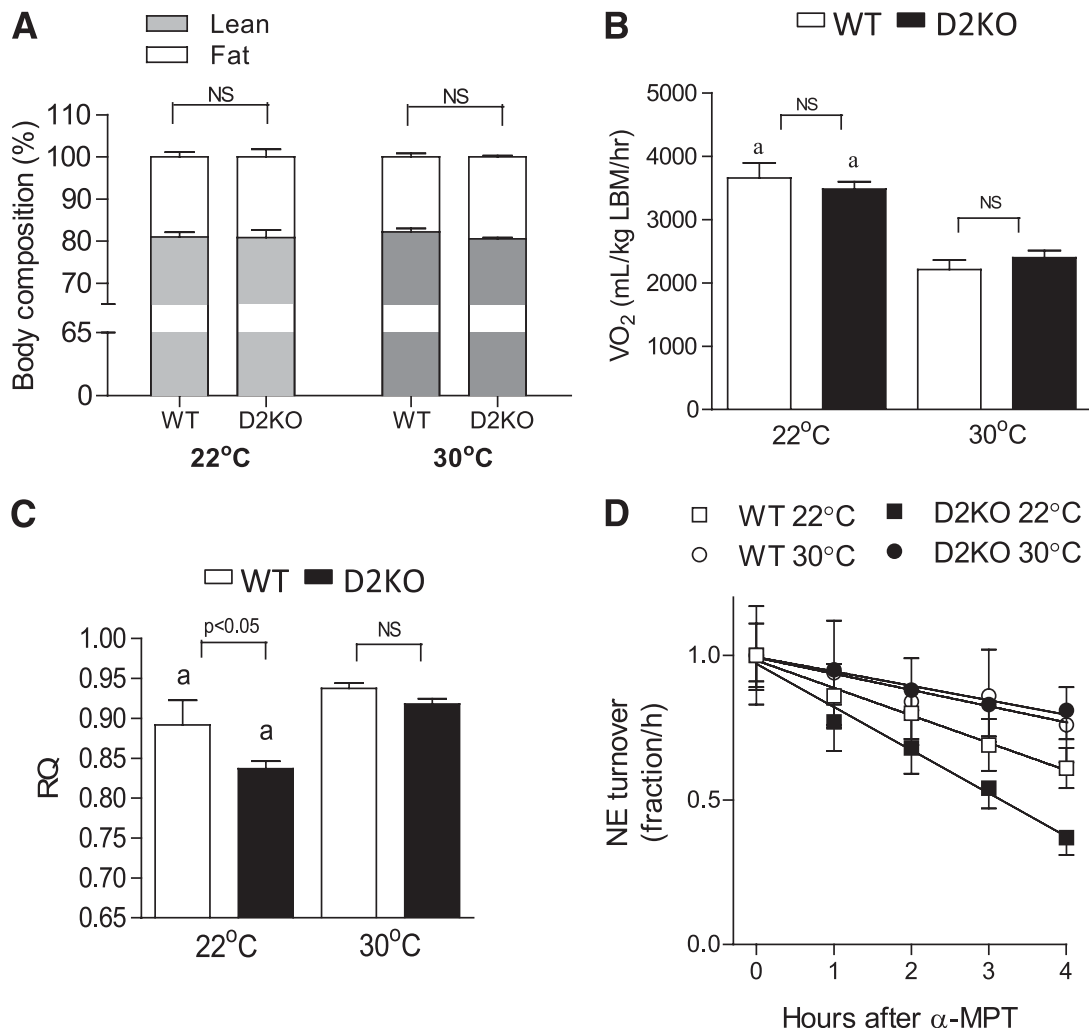 A
Lean
Fat
NS
NS
Body composition (%)
110
100
90
80
70
65
0
WT
D2KO
WT
D2KO
22°C
30°C
B
WT
D2KO
NS
a
a
NS
VO₂ (mL/kg LBM/hr)
5000
4000
3000
2000
1000
0
22°C
30°C
C
WT
D2KO
p<0.05
NS
a
a
RQ
1.00
0.95
0.90
0.85
0.80
0.75
0.70
0.65
22°C
30°C
D
WT 22°C
D2KO 22°C
WT 30°C
D2KO 30°C
NE turnover
(fraction/h)
1.0
0.5
0.0
0
1
2
3
4
Hours after α-MPT